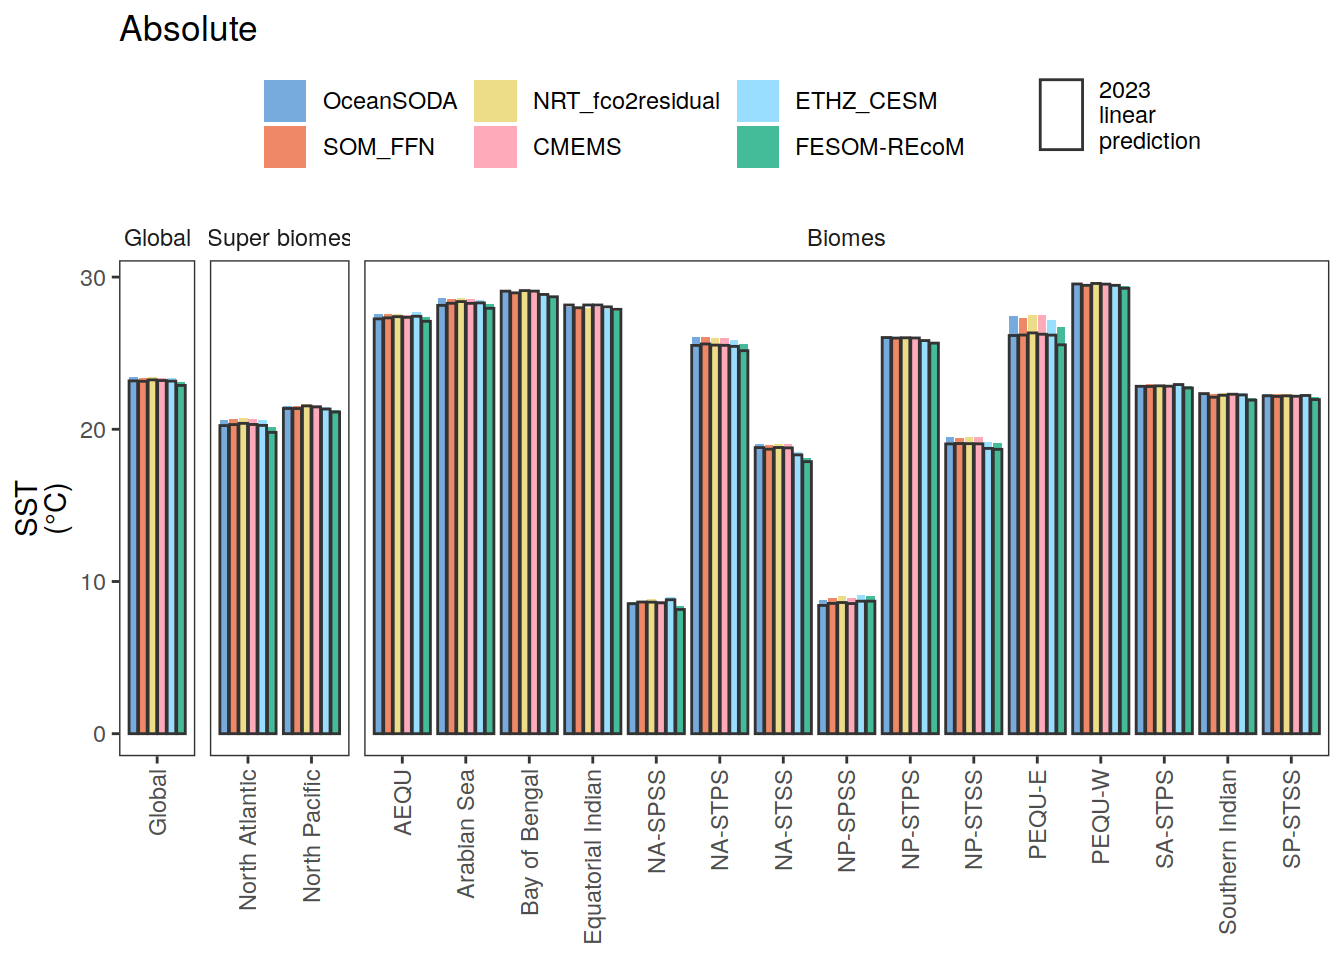 Absolute
OceanSODA
NRT_fco2residual
ETHZ_CESM
SOM_FFN
CMEMS
FESOM-REcoM
2023
linear
prediction
Global
Super biomes
Biomes
SST
(°C)
30
20
10
0
Global
North Atlantic
North Pacific
AEQU
Arabian Sea
Bay of Bengal
Equatorial Indian
NA-SPSS
NA-STPS
NA-STSS
NP-SPSS
NP-STPS
NP-STSS
PEQU-E
PEQU-W
SA-STPS
Southern Indian
SP-STSS